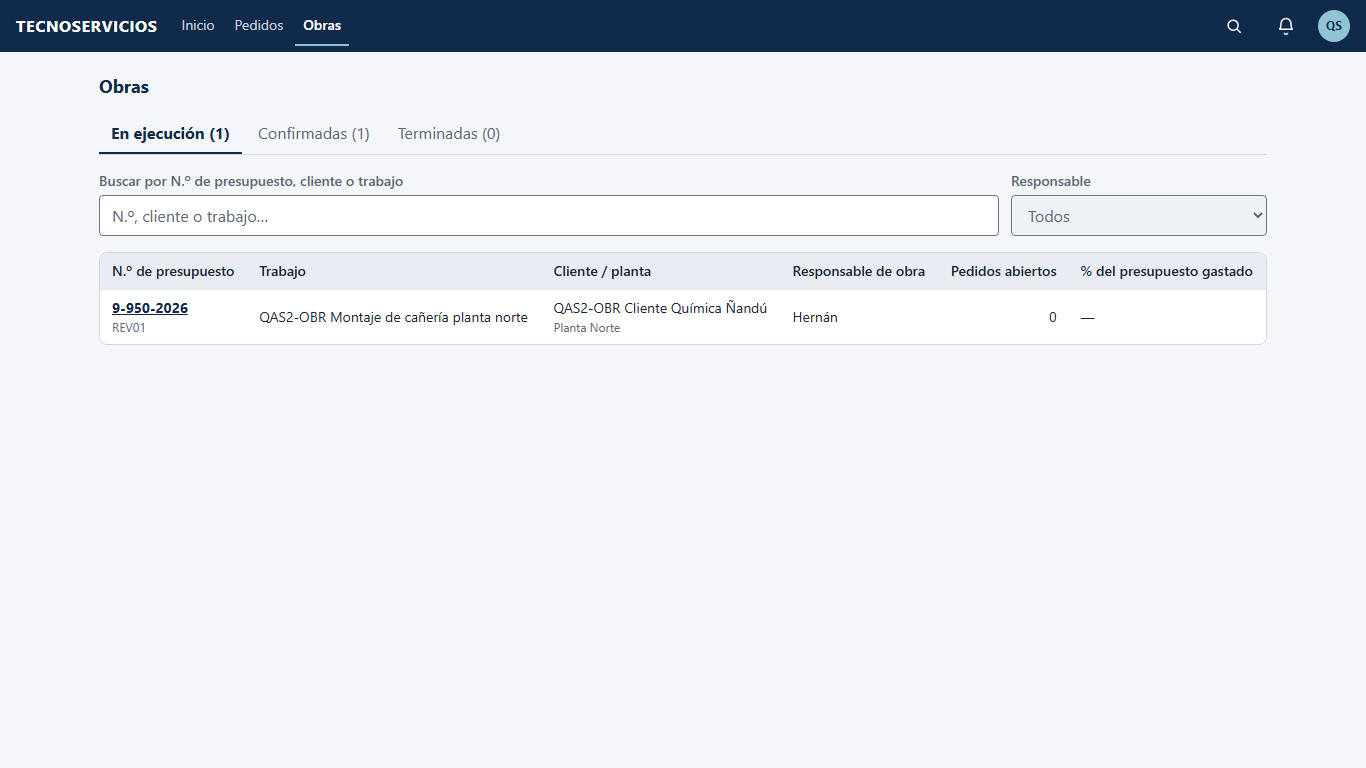 TECNOSERVICIOS Inicio Pedidos Obras QS
Obras
En ejecución (1) Confirmadas (1) Terminadas (0)
Buscar por N.º de presupuesto, cliente o trabajo Responsable
N.º, cliente o trabajo... Todos
N.º de presupuesto Trabajo Cliente / planta Responsable de obra Pedidos abiertos % del presupuesto gastado
9-950-2026 QAS2-OBR Montaje de cañería planta norte QAS2-OBR Cliente Química Ñandú Hernán 0 —
REV01 Planta Norte